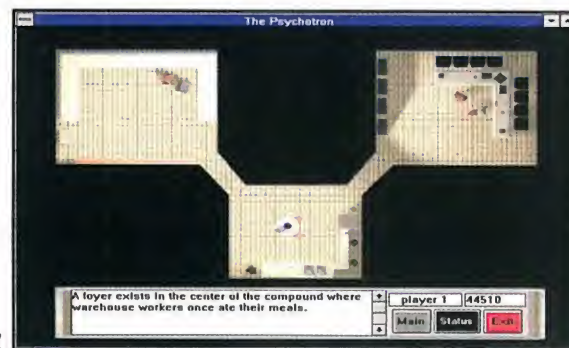 The Psychotron
A foyer exists in the center of the compound where
warehouse workers once ate their meals.
player 1
44510
Main
Status
Exit